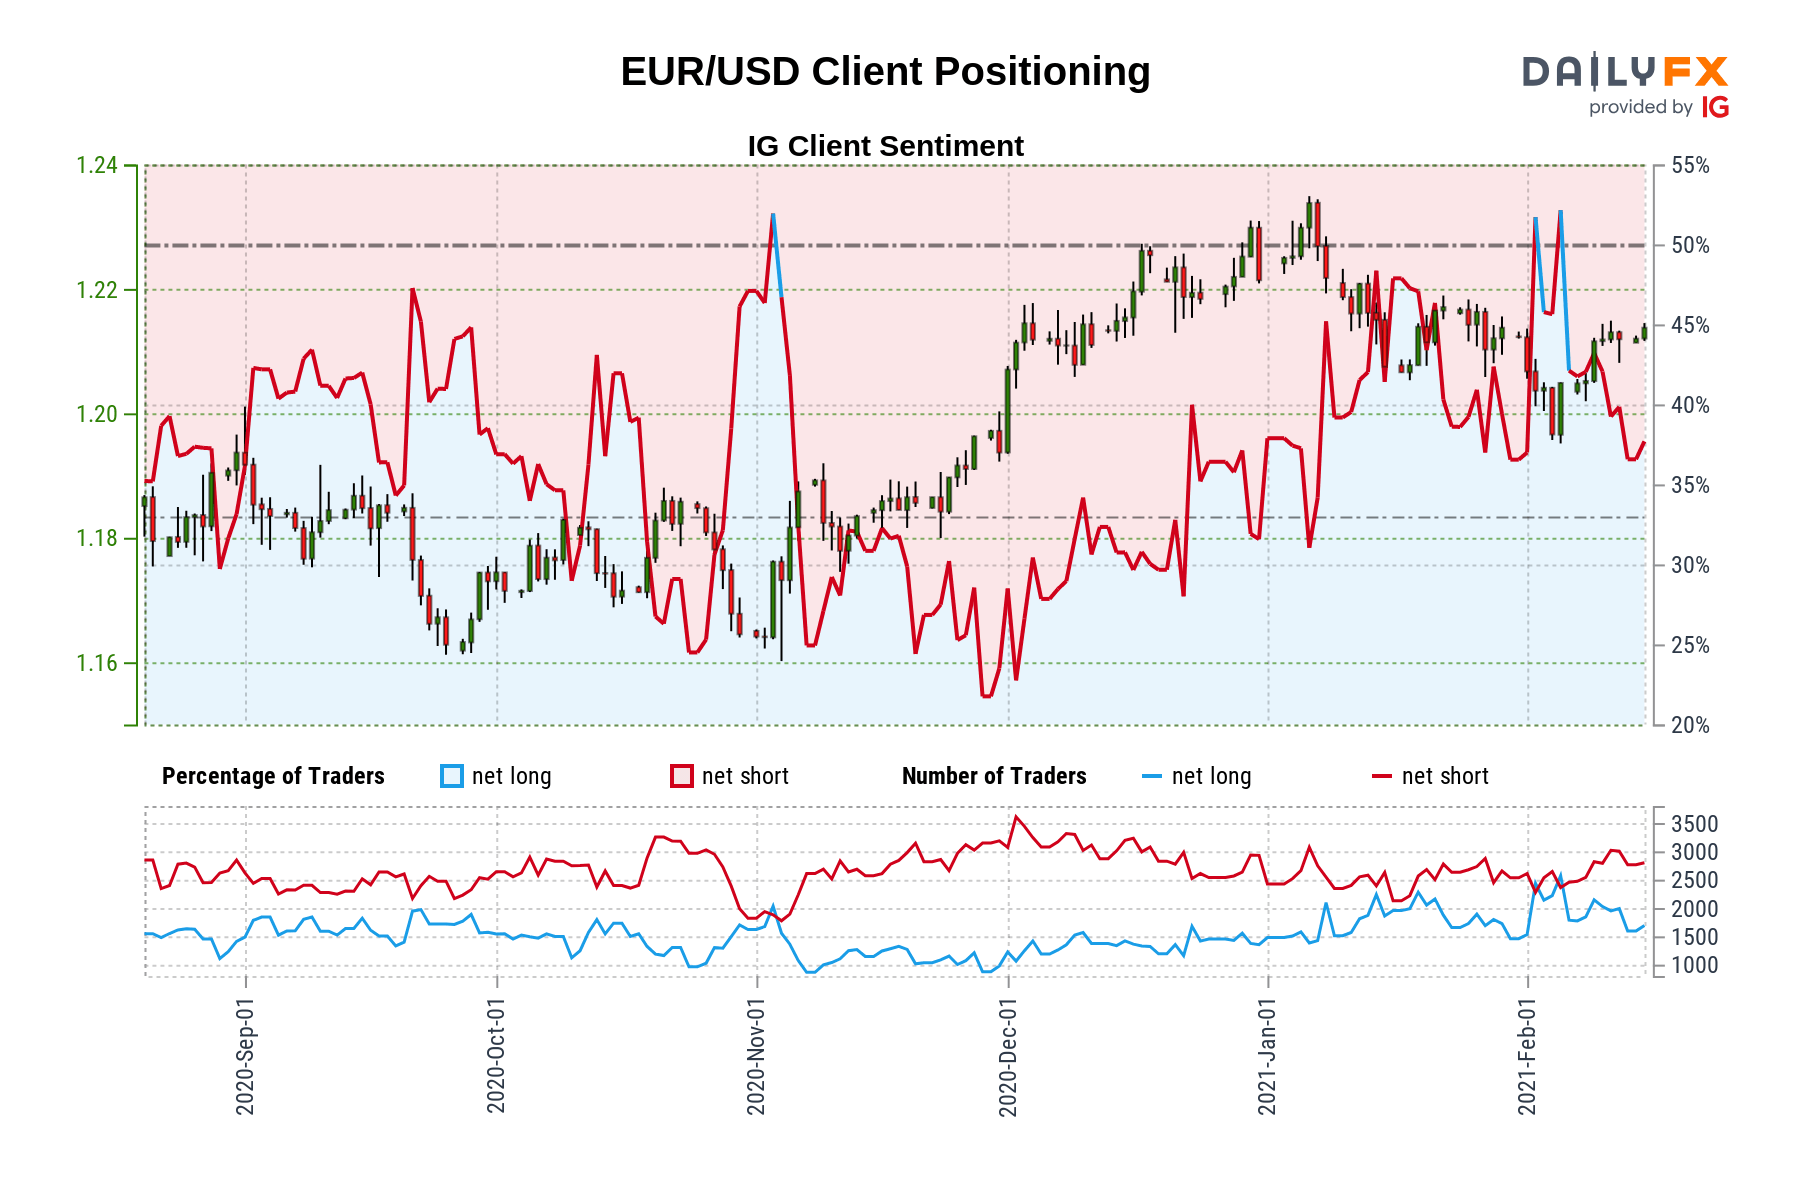 EUR/USD Client Positioning
DAILYFX
provided by IG
IG Client Sentiment
1.24
1.22
1.20
1.18
1.16
55%
50%
45%
40%
35%
30%
25%
20%
Percentage of Traders net long net short Number of Traders net long net short
3500
3000
2500
2000
1500
1000
2020-Sep-01
2020-Oct-01
2020-Nov-01
2020-Dec-01
2021-Jan-01
2021-Feb-01